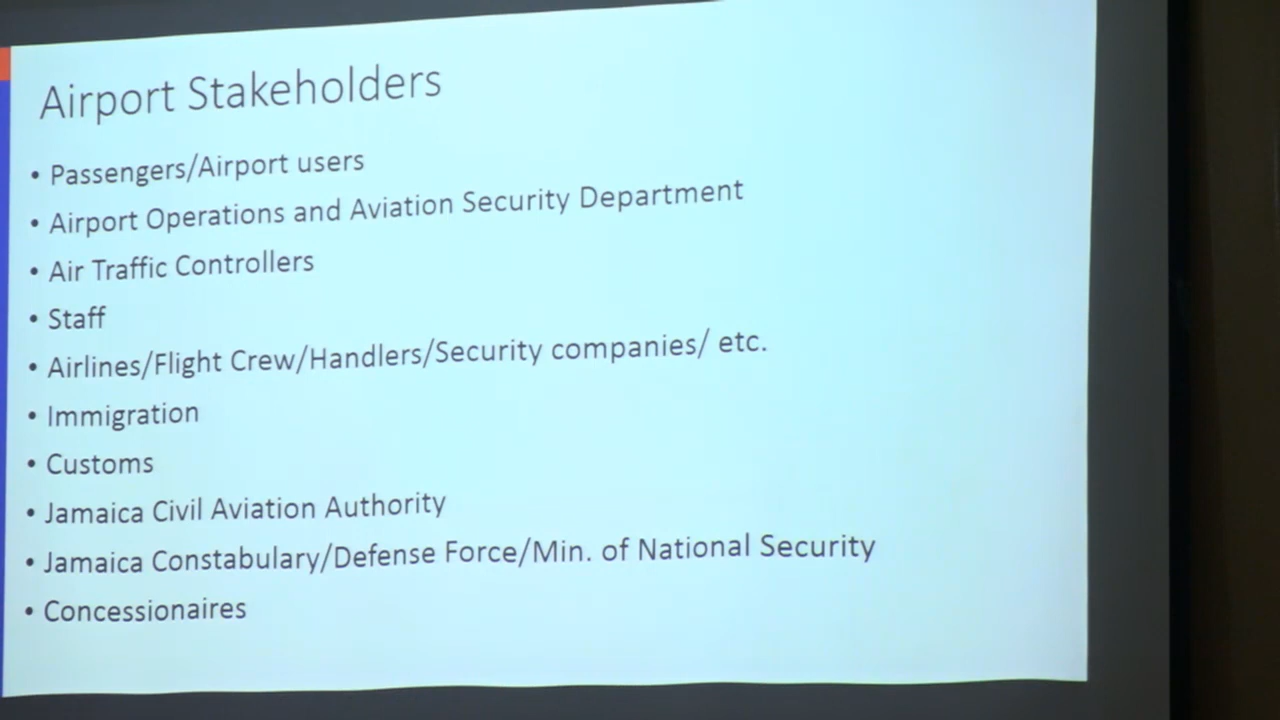 Airport Stakeholders
• Passengers/Airport users
• Airport Operations and Aviation Security Department
• Air Traffic Controllers
• Staff
• Airlines/Flight Crew/Handlers/Security companies/ etc.
• Immigration
• Customs
• Jamaica Civil Aviation Authority
• Jamaica Constabulary/Defense Force/Min. of National Security
• Concessionaires